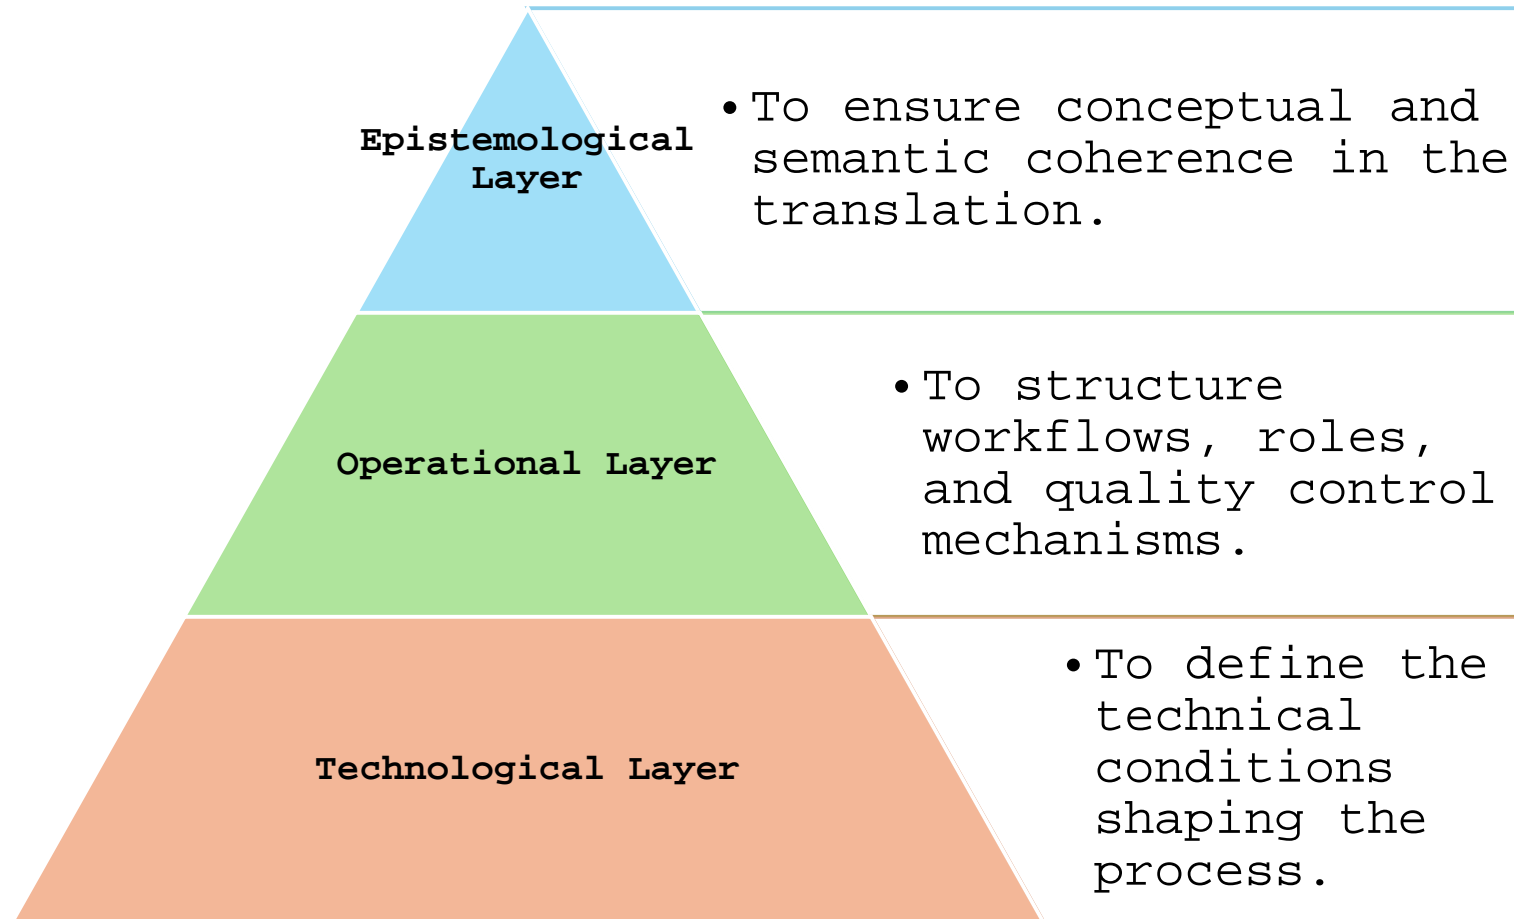 Epistemological
Layer
• To ensure conceptual and
semantic coherence in the
translation.
Operational Layer
• To structure
workflows, roles,
and quality control
mechanisms.
Technological Layer
• To define the
technical
conditions
shaping the
process.